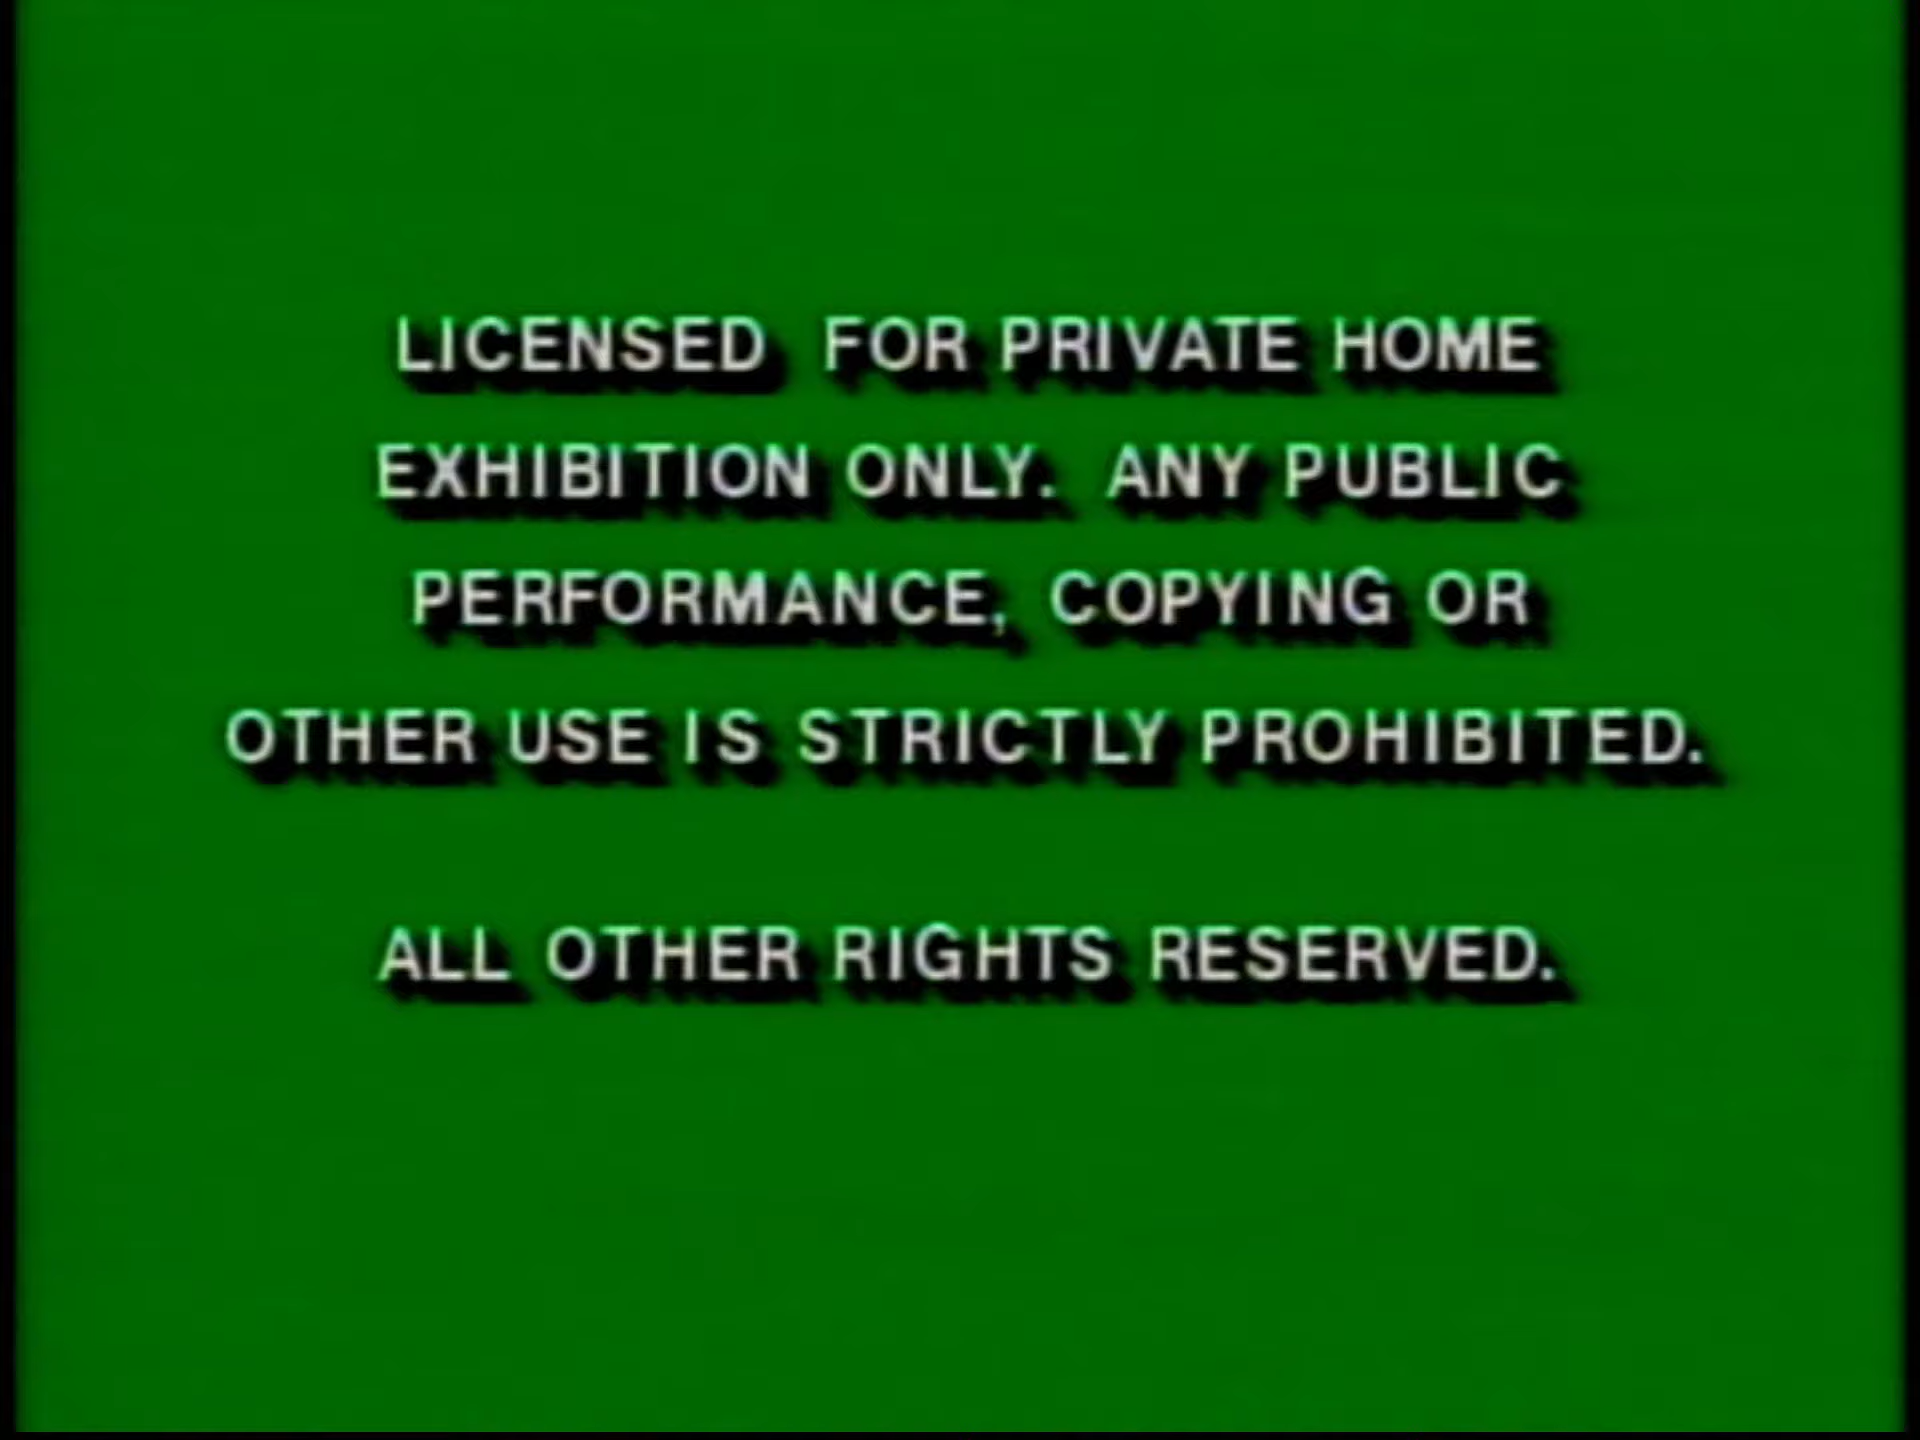 LICENSED FOR PRIVATE HOME
EXHIBITION ONLY. ANY PUBLIC
PERFORMANCE, COPYING OR
OTHER USE IS STRICTLY PROHIBITED.
ALL OTHER RIGHTS RESERVED.